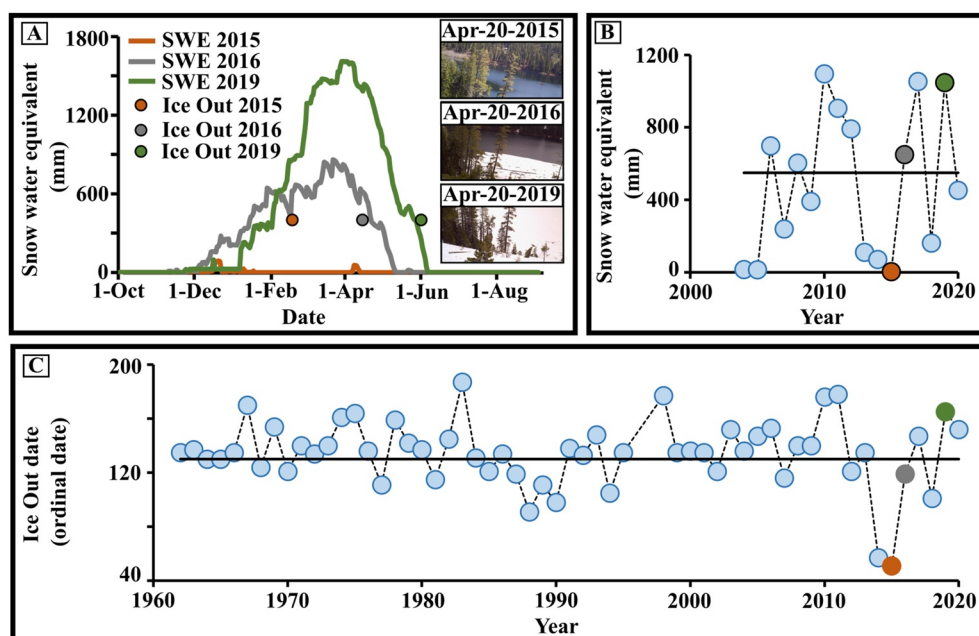 A
1800
1200
600
0
Snow water equivalent
(mm)
SWE 2015
SWE 2016
SWE 2019
Ice Out 2015
Ice Out 2016
Ice Out 2019
Apr-20-2015
Apr-20-2016
Apr-20-2019
1-Oct
1-Dec
1-Feb
1-Apr
1-Jun
1-Aug
Date
B
1200
800
400
0
Snow water equivalent
(mm)
2000
2010
2020
Year
C
200
120
40
Ice Out date
(ordinal date)
1960
1970
1980
1990
2000
2010
2020
Year